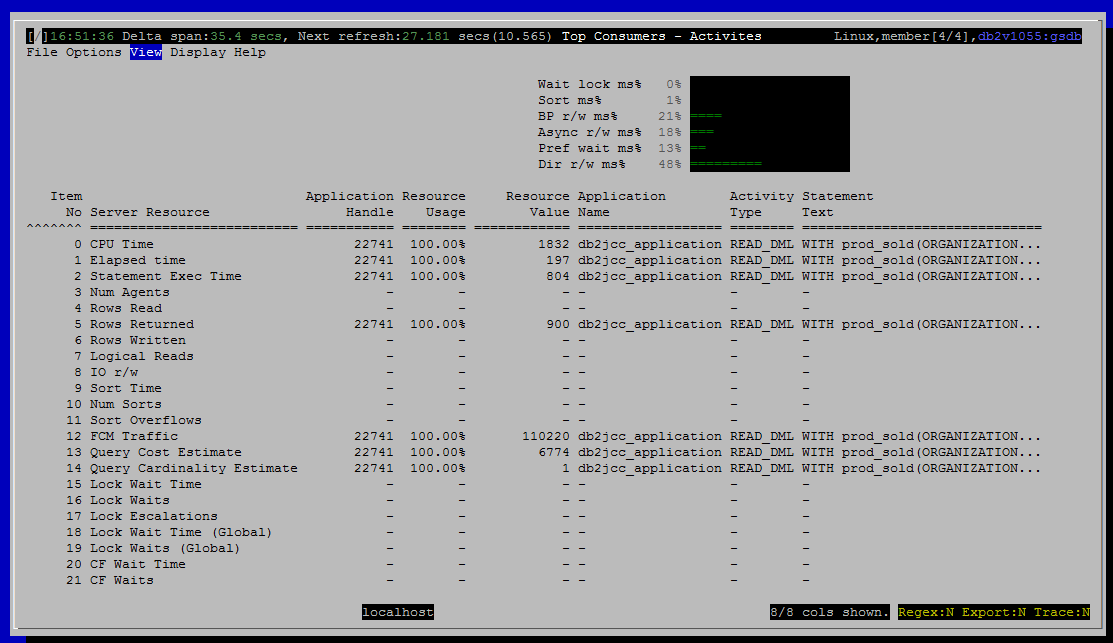 [/]16:51:36 Delta span:35.4 secs, Next refresh:27.181 secs(10.565) Top Consumers - Activites Linux,member[4/4],db2v1055:gsdb
File Options View Display Help
Wait lock ms% 0%
Sort ms% 1%
BP r/w ms% 21% ====
Async r/w ms% 18% ===
Pref wait ms% 13% ==
Dir r/w ms% 48% =========
Item Application Resource Resource Application Activity Statement
No Server Resource Handle Usage Value Name Type Text
^^^^^^^ ========================== =========== ======== ============ ================== ======== ==============================
0 CPU Time 22741 100.00% 1832 db2jcc_application READ_DML WITH prod_sold(ORGANIZATION...
1 Elapsed time 22741 100.00% 197 db2jcc_application READ_DML WITH prod_sold(ORGANIZATION...
2 Statement Exec Time 22741 100.00% 804 db2jcc_application READ_DML WITH prod_sold(ORGANIZATION...
3 Num Agents - - - - - -
4 Rows Read - - - - - -
5 Rows Returned 22741 100.00% 900 db2jcc_application READ_DML WITH prod_sold(ORGANIZATION...
6 Rows Written - - - - - -
7 Logical Reads - - - - - -
8 IO r/w - - - - - -
9 Sort Time - - - - - -
10 Num Sorts - - - - - -
11 Sort Overflows - - - - - -
12 FCM Traffic 22741 100.00% 110220 db2jcc_application READ_DML WITH prod_sold(ORGANIZATION...
13 Query Cost Estimate 22741 100.00% 6774 db2jcc_application READ_DML WITH prod_sold(ORGANIZATION...
14 Query Cardinality Estimate 22741 100.00% 1 db2jcc_application READ_DML WITH prod_sold(ORGANIZATION...
15 Lock Wait Time - - - - - -
16 Lock Waits - - - - - -
17 Lock Escalations - - - - - -
18 Lock Wait Time (Global) - - - - - -
19 Lock Waits (Global) - - - - - -
20 CF Wait Time - - - - - -
21 CF Waits - - - - - -
localhost 8/8 cols shown. Regex:N Export:N Trace:N